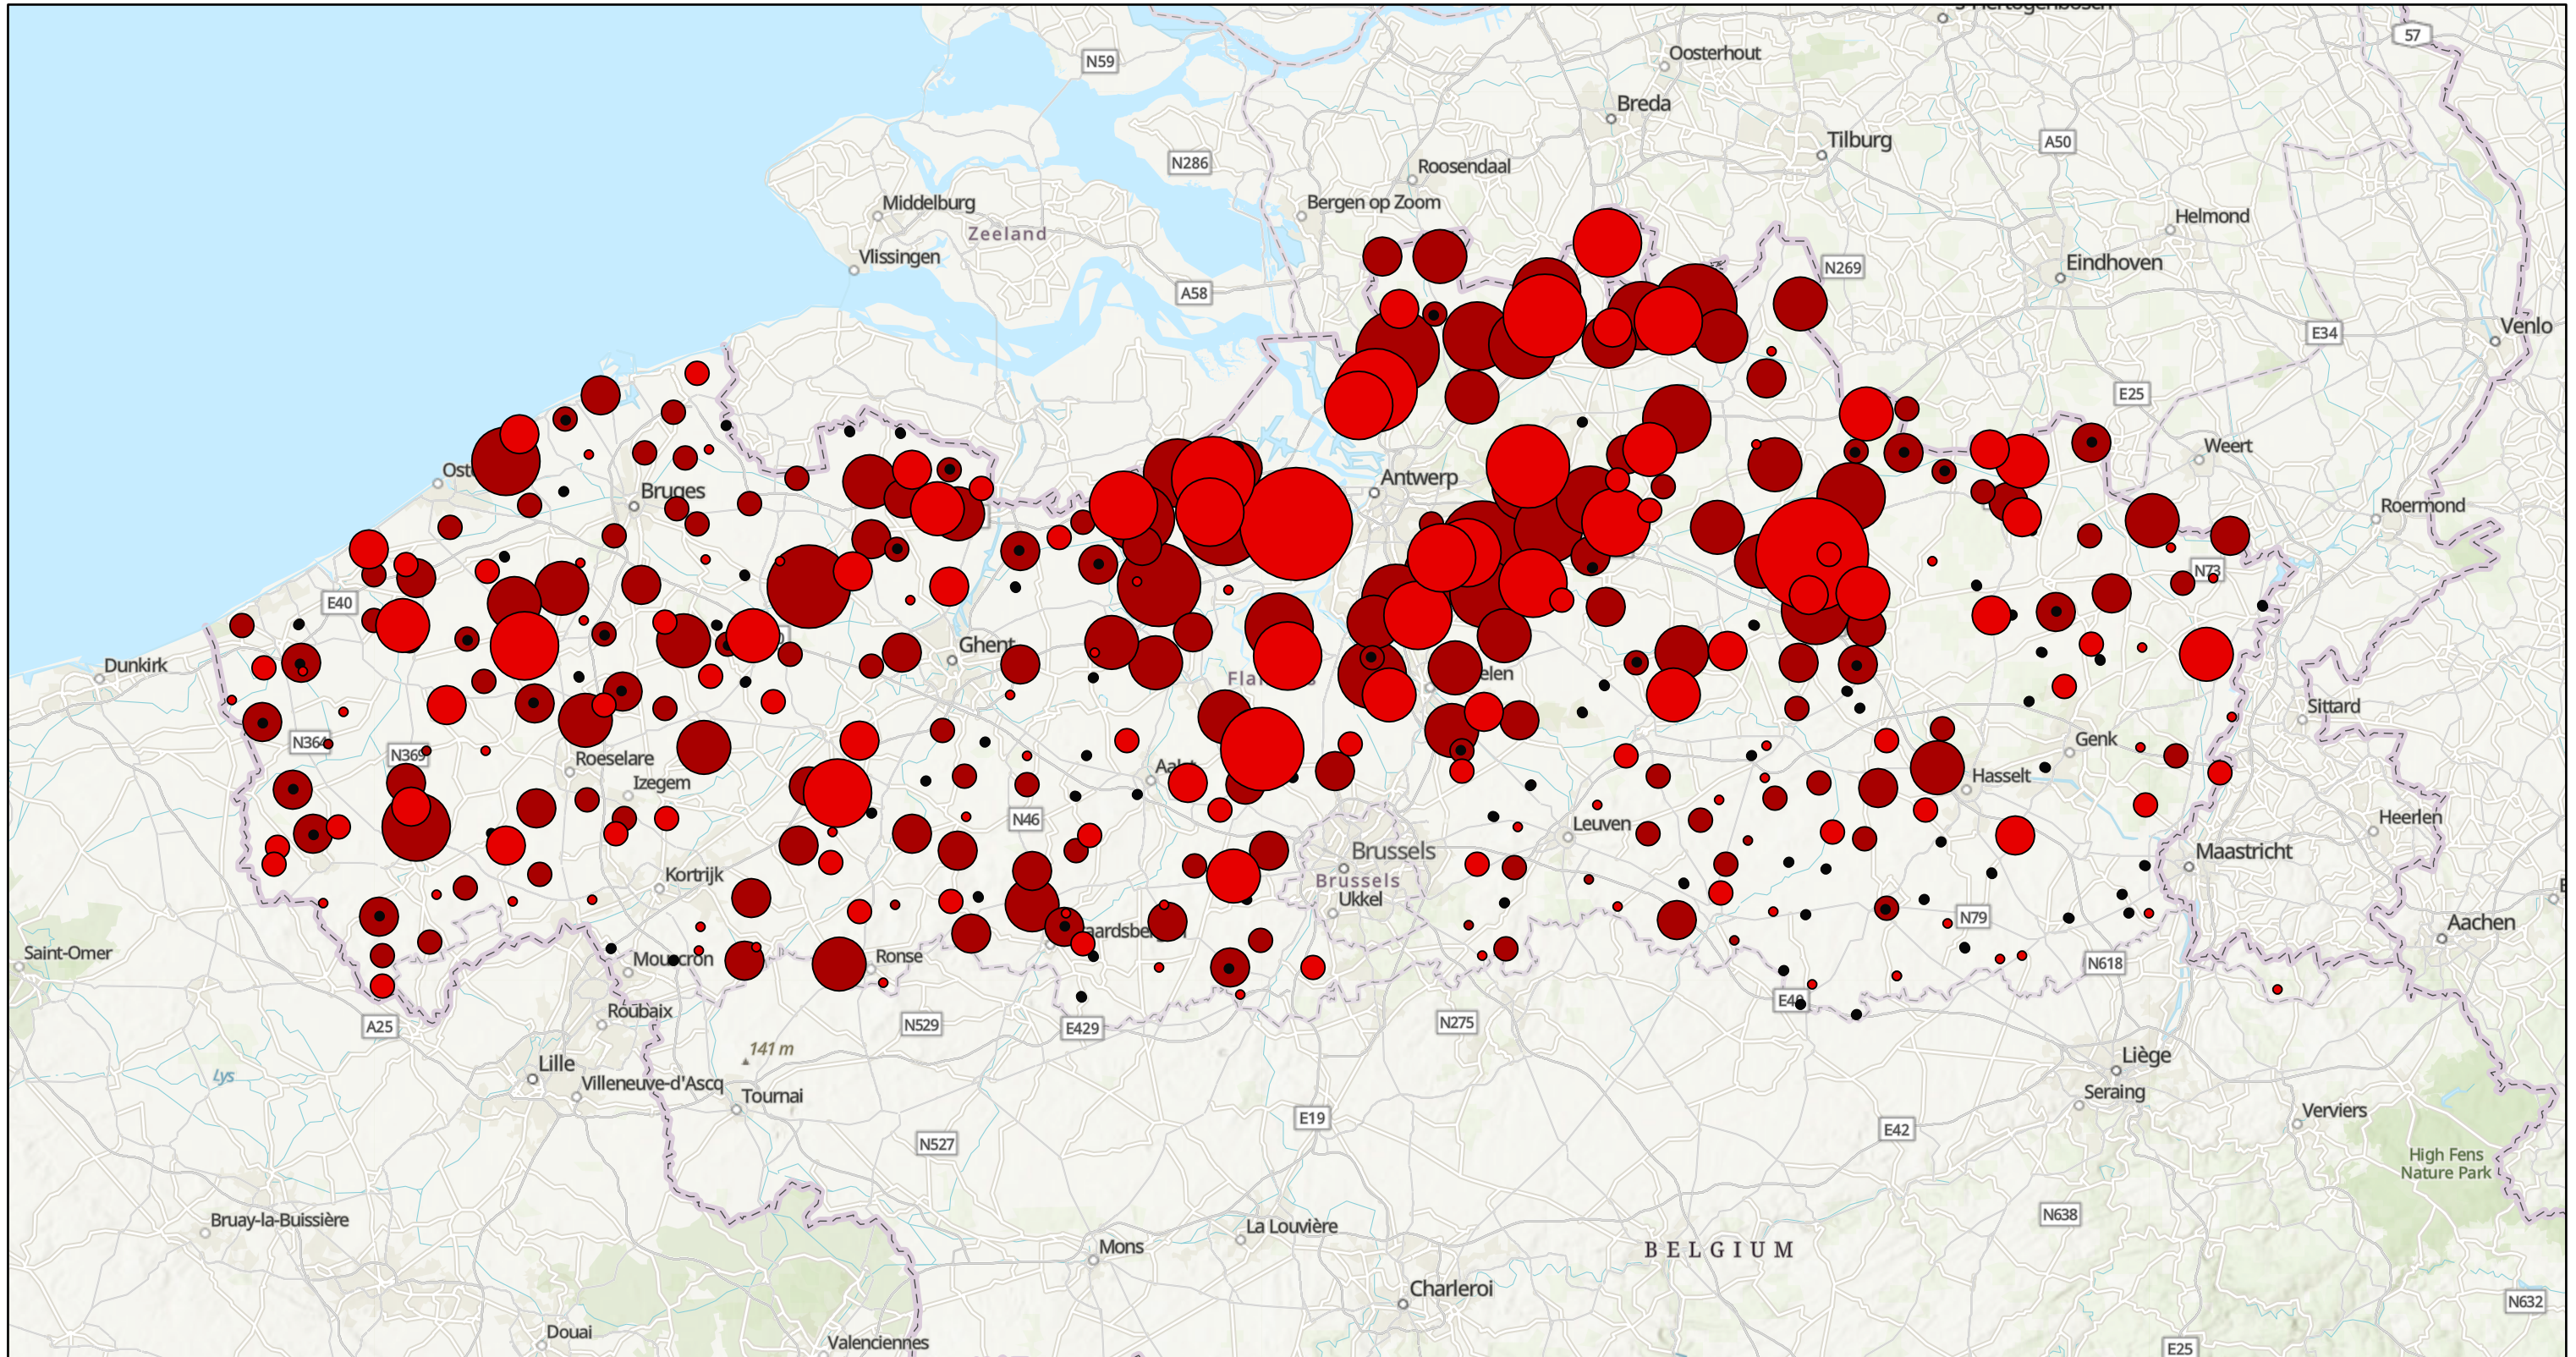 's-Hertogenbosch
57
Oosterhout
N59
Breda
Tilburg
A50
N286
Roosendaal
Middelburg
Bergen op Zoom
Helmond
Zeeland
Vlissingen
Eindhoven
N269
A58
Venlo
E34
E25
Weert
Antwerp
Bruges
Roermond
N73
E40
Ghent
Dunkirk
Sittard
N364
Genk
N369
Roeselare
Hasselt
Izegem
N46
Leuven
Heerlen
Brussels
Maastricht
Kortrijk
Brussels
Ukkel
N79
Aachen
Saint-Omer
Ronse
N618
Roubaix
A25
N529
E429
N275
141 m
Lille
Liège
Lys
Villeneuve-d'Ascq
Seraing
Tournai
Verviers
E19
E42
N527
High Fens
Nature Park
Bruay-la-Buissière
La Louvière
N638
Mons
BELGIUM
Charleroi
N632
Douai
Valenciennes
E25